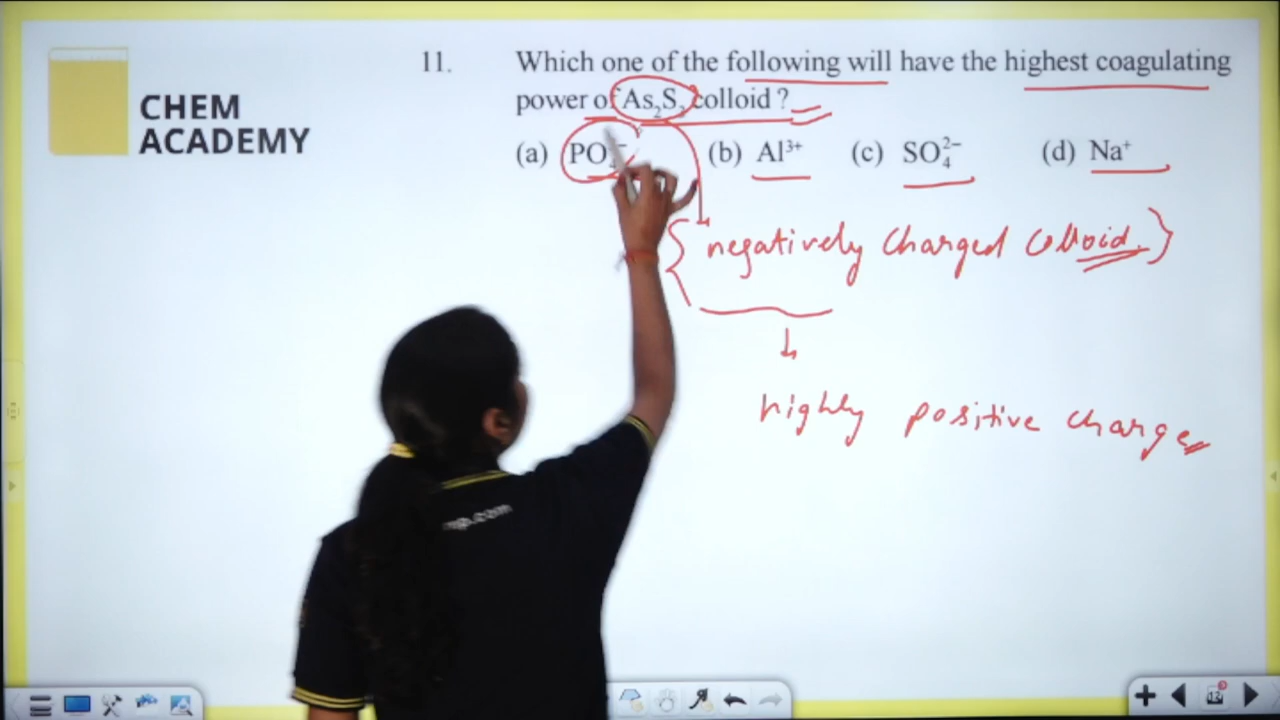 CHEM
ACADEMY
11. Which one of the following will have the highest coagulating
power of As₂S₃ colloid ?
(a) PO (b) Al³⁺ (c) SO₄²⁻ (d) Na⁺
{ negatively charged colloid. }
highly positive charge